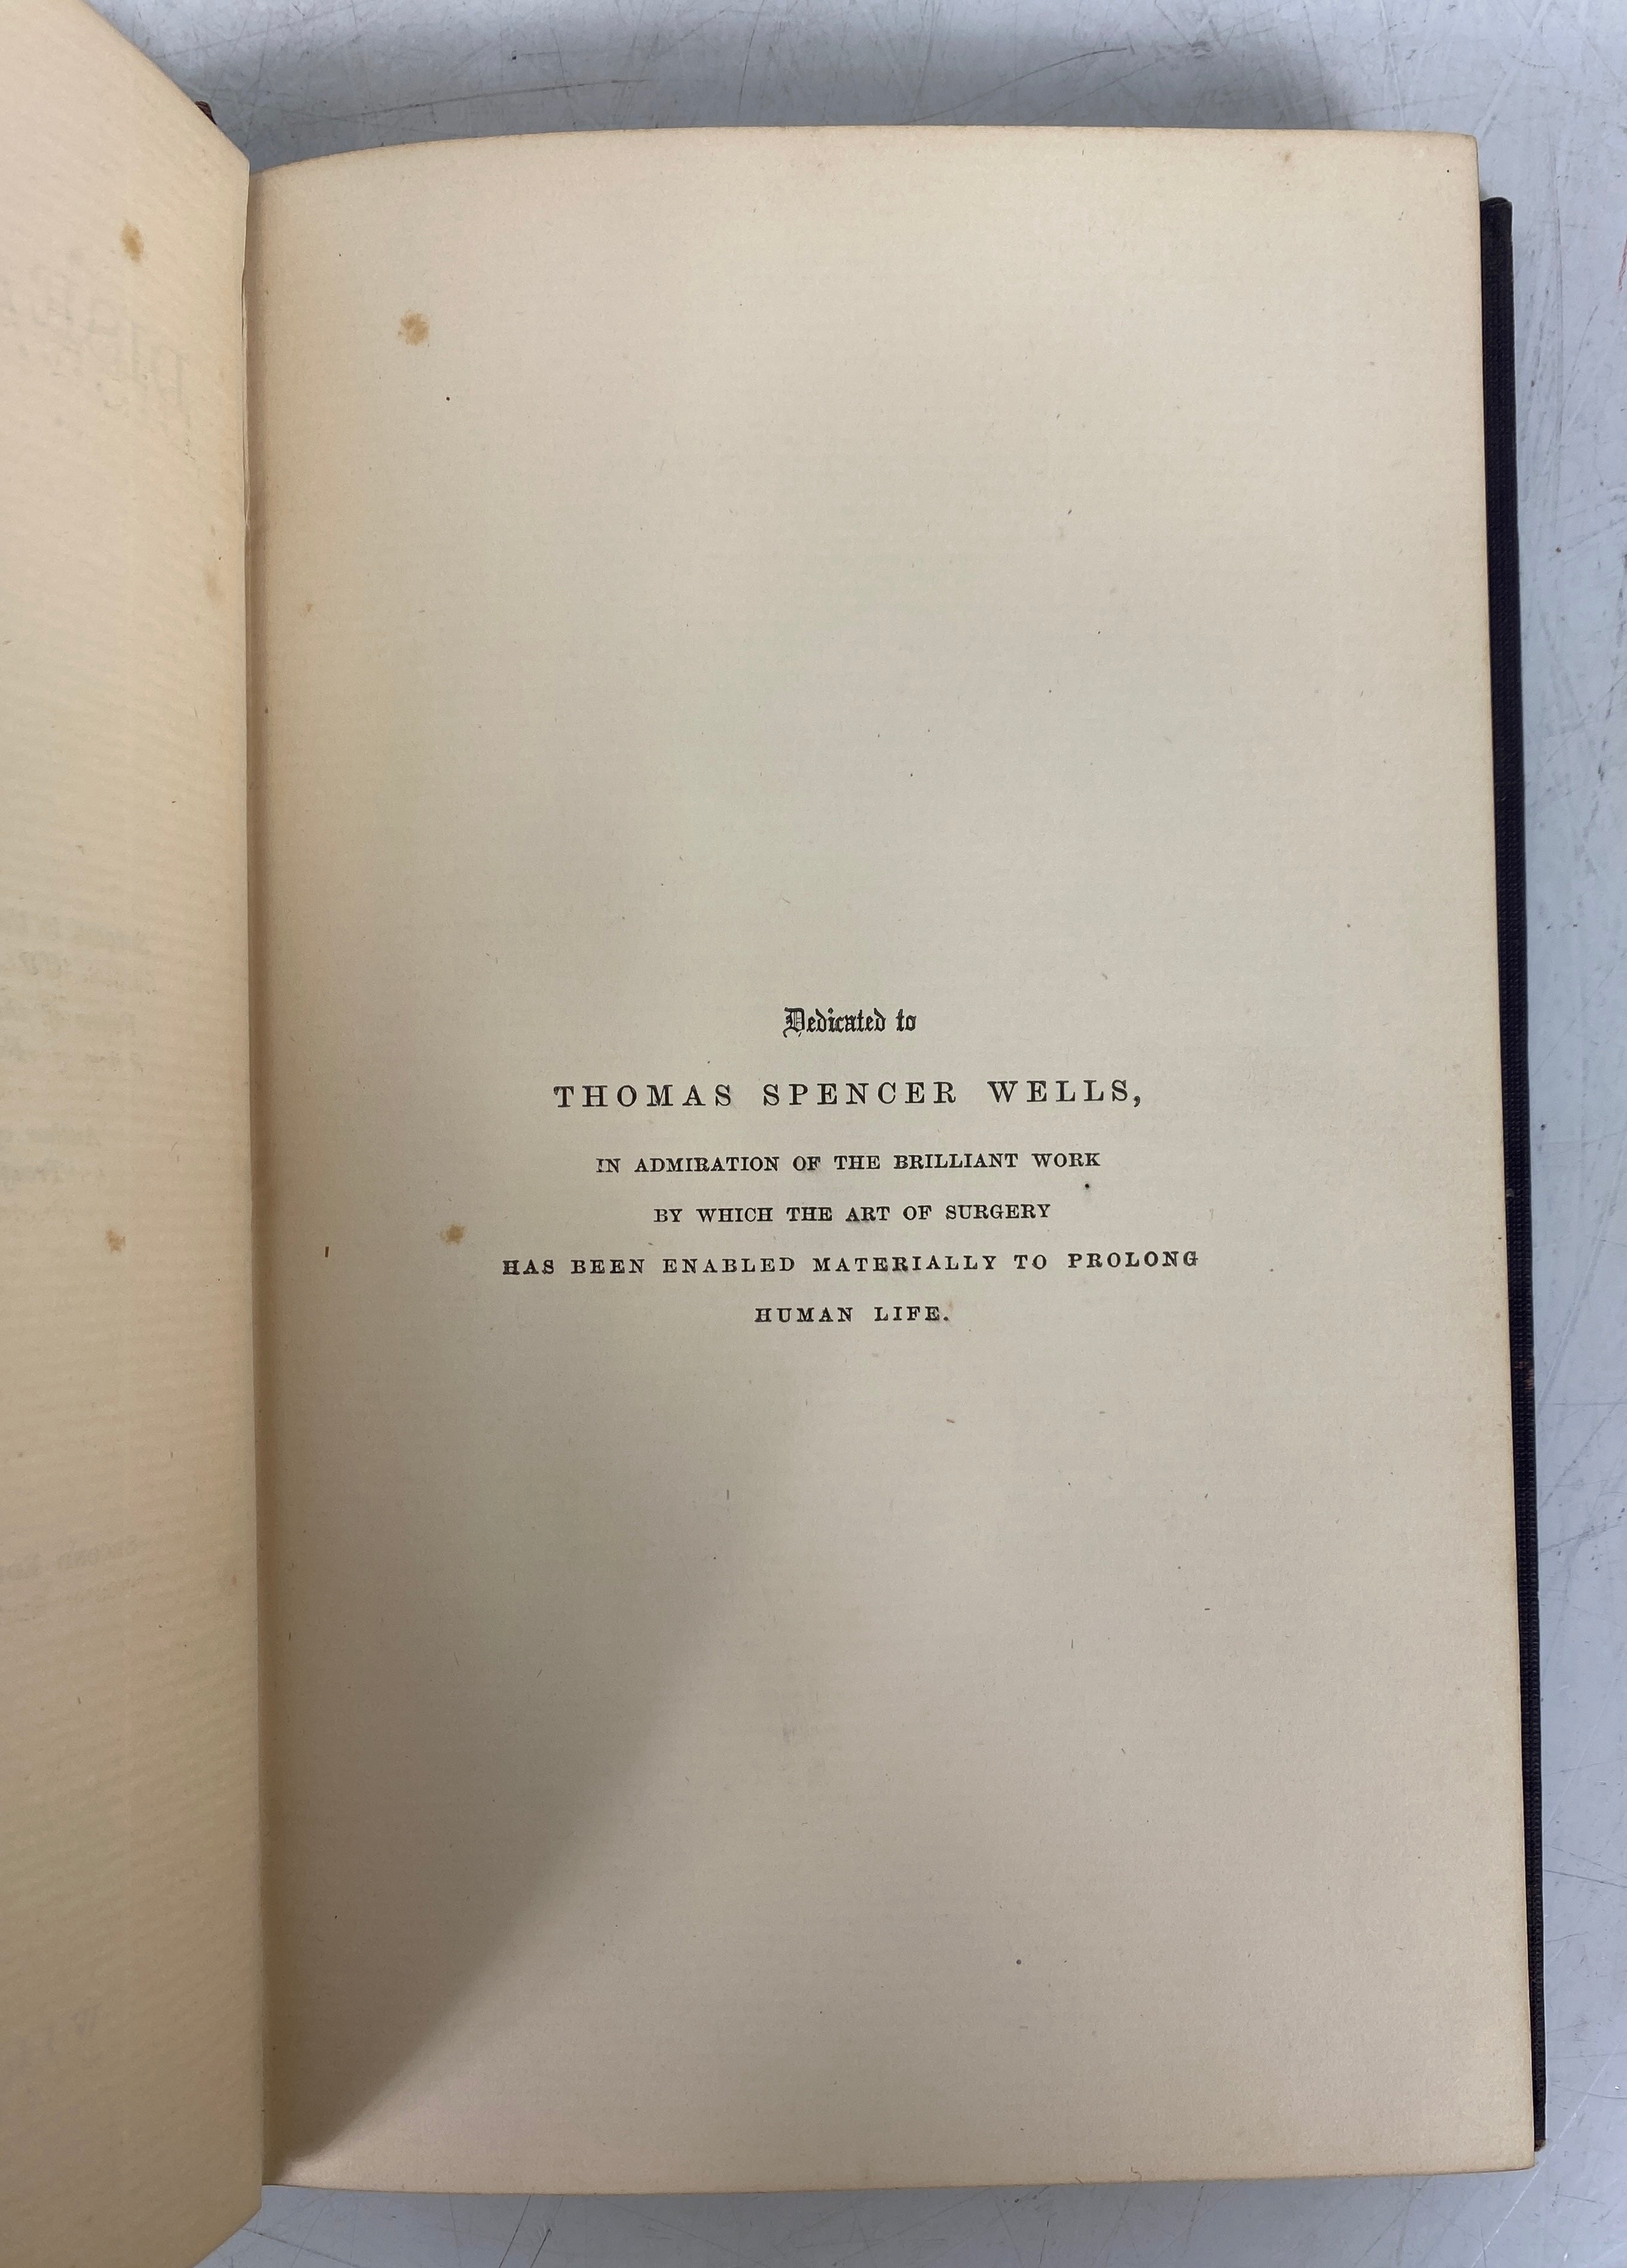 Dedicated to
THOMAS SPENCER WELLS,
IN ADMIRATION OF THE BRILLIANT WORK
BY WHICH THE ART OF SURGERY
HAS BEEN ENABLED MATERIALLY TO PROLONG
HUMAN LIFE.